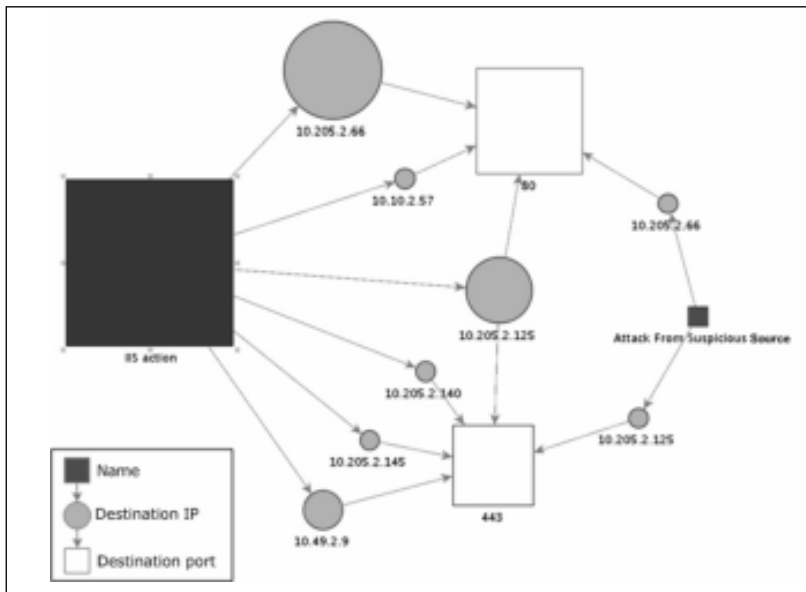 10.205.2.66
80
10.10.2.57
10.205.2.66
10.205.2.125
Attack From Suspicious Source
IIS action
10.205.2.140
10.205.2.125
10.205.2.145
443
10.49.2.9
Name
Destination IP
Destination port